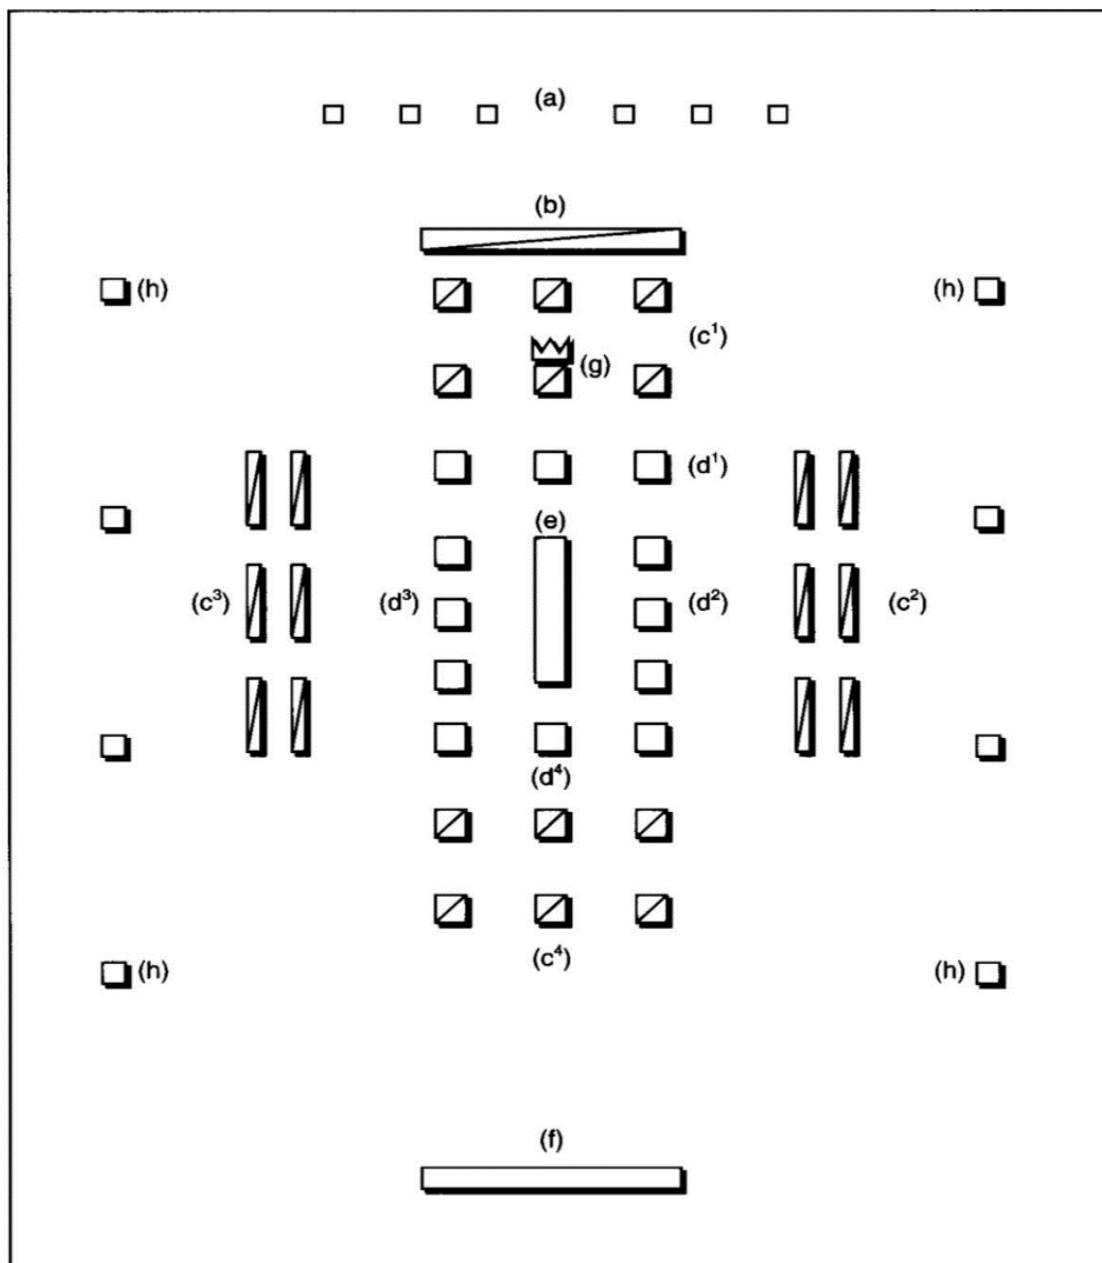 (a)
(b)
(h) (h)
(c¹)
(g)
(d¹)
(e)
(c³) (d³) (d²) (c²)
(d⁴)
(c⁴)
(h) (h)
(f)